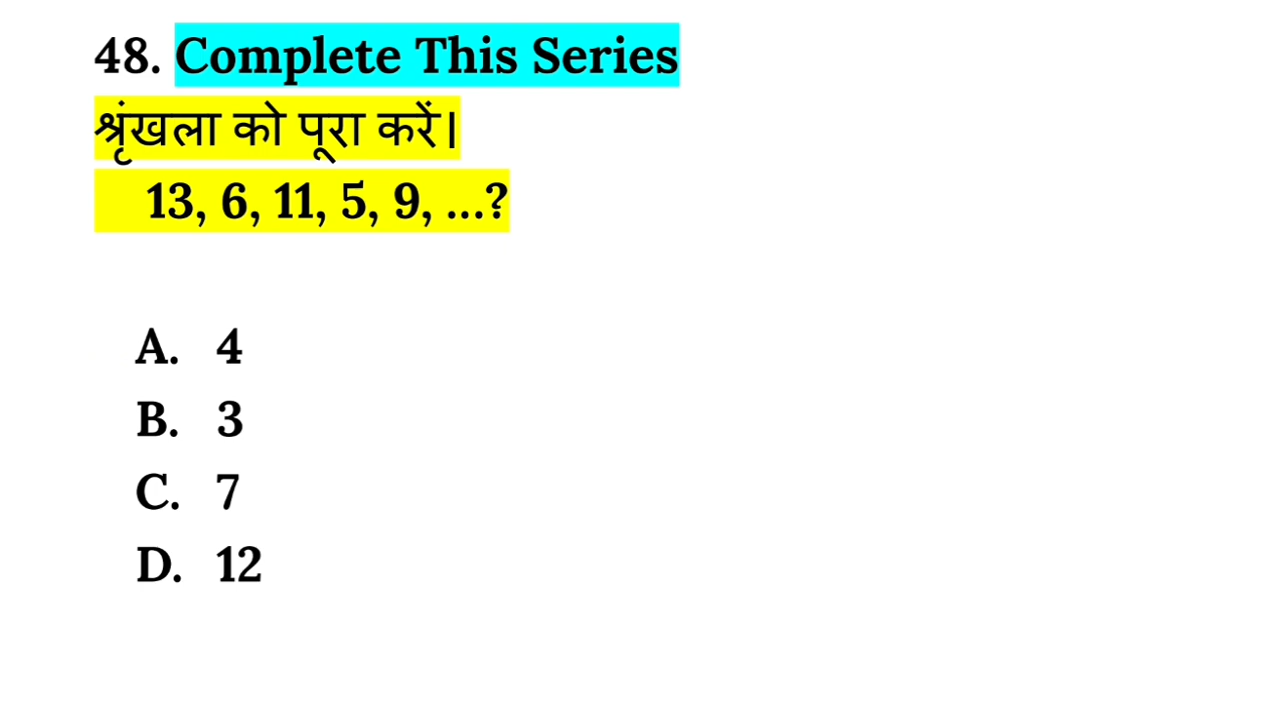 48. Complete This Series
श्रृंखला को पूरा करें।
13, 6, 11, 5, 9, ...?
A. 4
B. 3
C. 7
D. 12